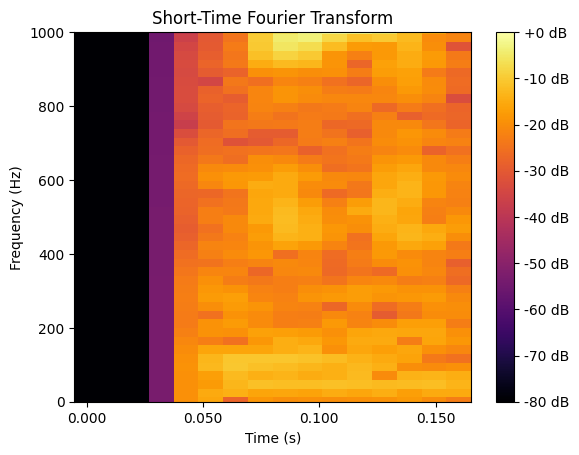 Short-Time Fourier Transform
Frequency (Hz)
1000
800
600
400
200
0
0.000
0.050
0.100
0.150
Time (s)
+0 dB
-10 dB
-20 dB
-30 dB
-40 dB
-50 dB
-60 dB
-70 dB
-80 dB